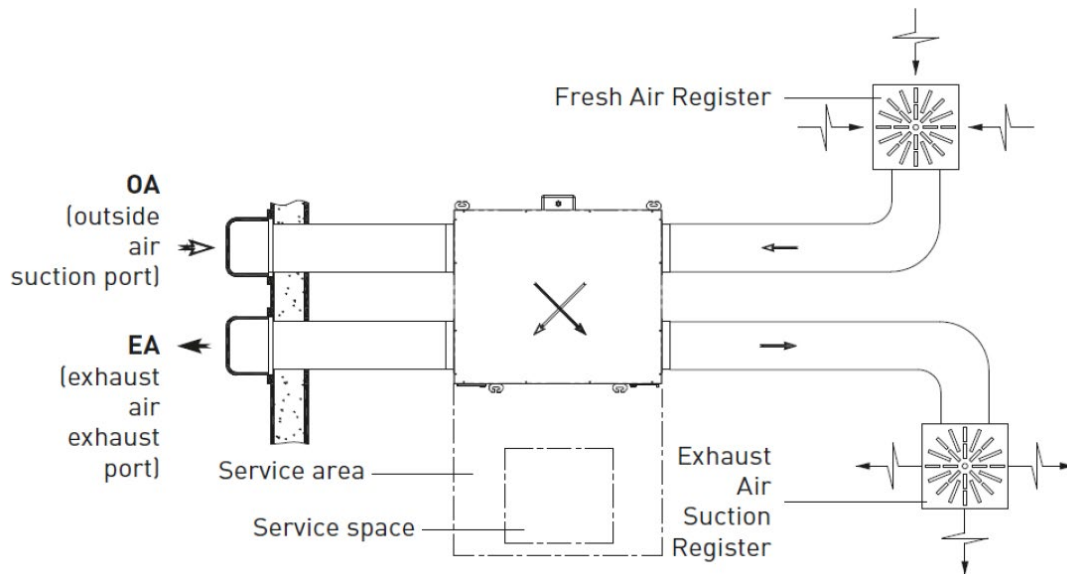 Fresh Air Register
OA
(outside
air
suction port)
EA
(exhaust
air
exhaust
port)
Service area
Service space
Exhaust
Air
Suction
Register